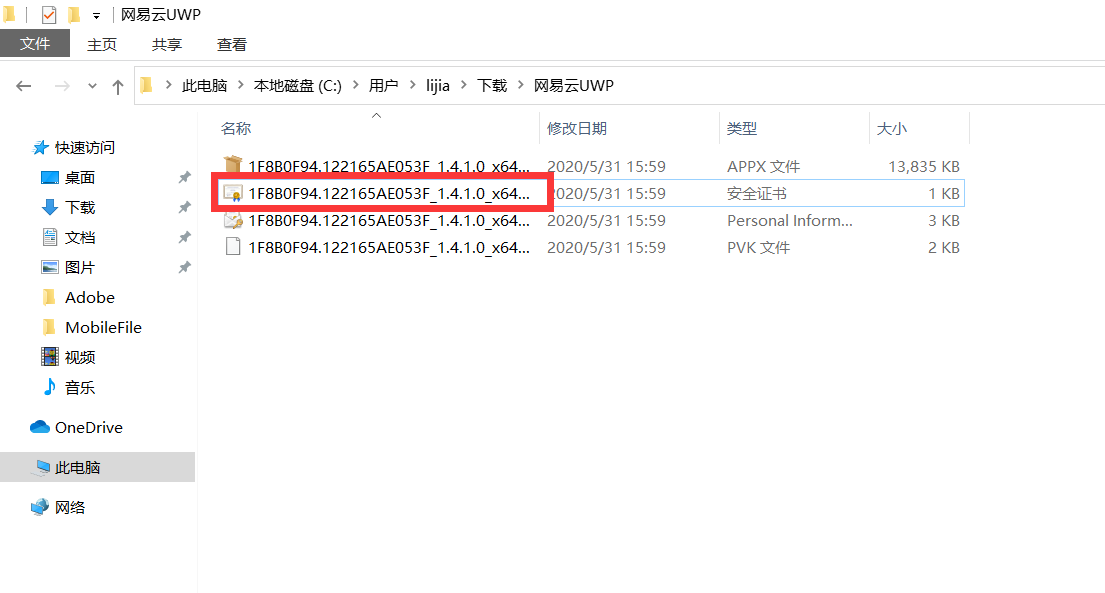 网易云UWP
文件 主页 共享 查看
此电脑 本地磁盘 (C:) 用户 lijia 下载 网易云UWP
名称 修改日期 类型 大小
快速访问
桌面
下载
文档
图片
Adobe
MobileFile
视频
音乐
OneDrive
此电脑
网络
1F8B0F94.122165AE053F_1.4.1.0_x64... 2020/5/31 15:59 APPX 文件 13,835 KB
1F8B0F94.122165AE053F_1.4.1.0_x64... 2020/5/31 15:59 安全证书 1 KB
1F8B0F94.122165AE053F_1.4.1.0_x64... 2020/5/31 15:59 Personal Inform... 3 KB
1F8B0F94.122165AE053F_1.4.1.0_x64... 2020/5/31 15:59 PVK 文件 2 KB